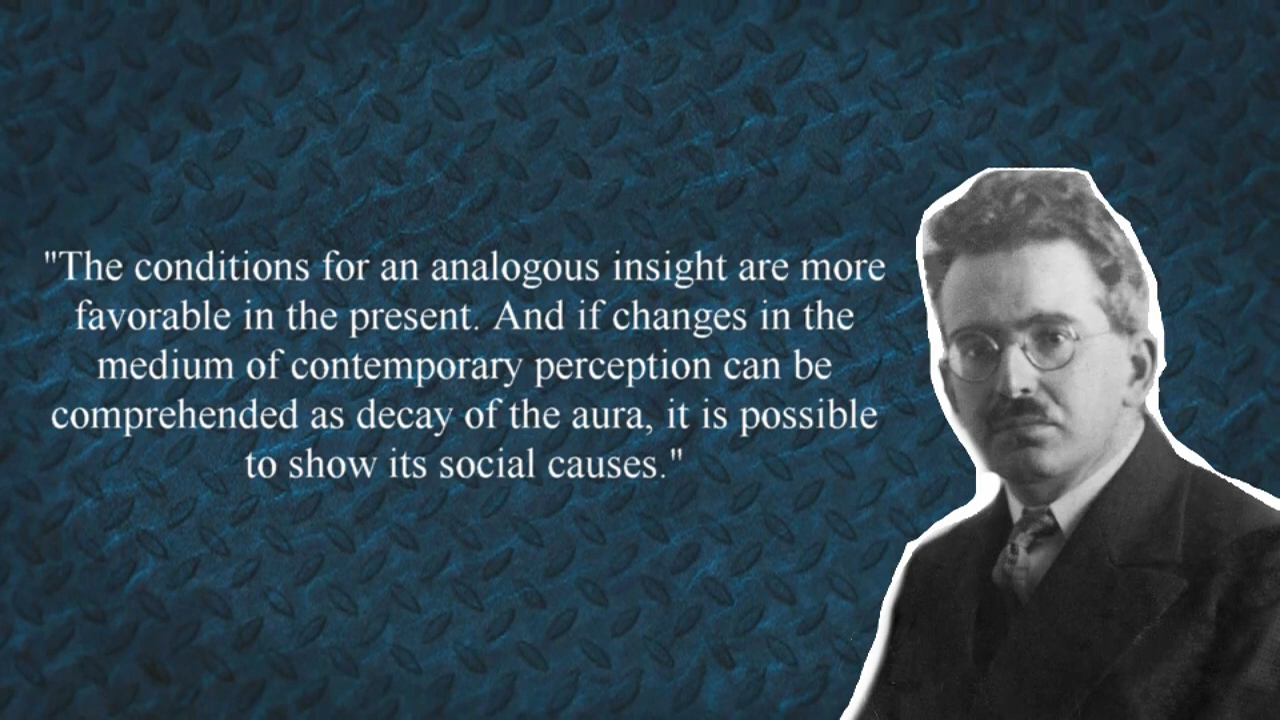 "The conditions for an analogous insight are more
favorable in the present. And if changes in the
medium of contemporary perception can be
comprehended as decay of the aura, it is possible
to show its social causes."